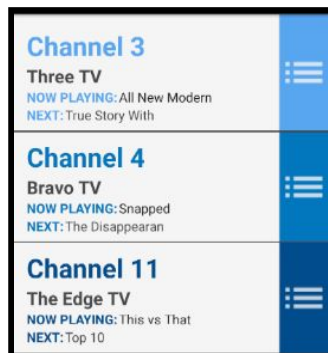 Channel 3
Three TV
NOW PLAYING: All New Modern
NEXT: True Story With
Channel 4
Bravo TV
NOW PLAYING: Snapped
NEXT: The Disappearan
Channel 11
The Edge TV
NOW PLAYING: This vs That
NEXT: Top 10